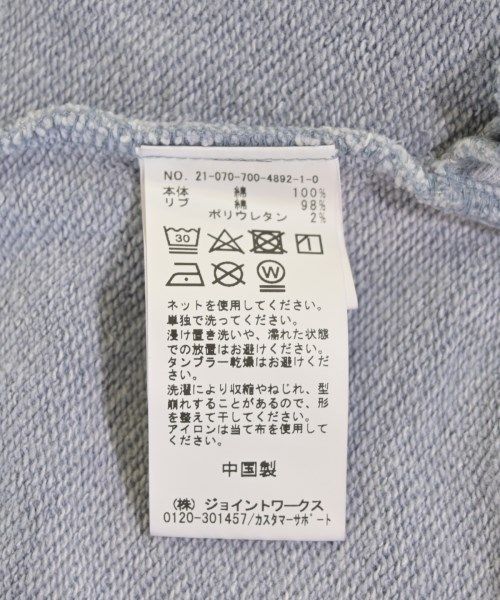 NO. 21-070-700-4892-1-0
本体 綿 100%
リブ 綿 98%
ポリウレタン 2%
30
W
ネットを使用してください。
単独で洗ってください。
浸け置き洗いや、濡れた状態
での放置はお避けください。
タンブラー乾燥はお避けくだ
さい。
洗濯により収縮やねじれ、型
崩れすることがあるので、形
を整えて干してください。
アイロンは当て布を使用して
ください。
中国製
(株) ジョイントワークス
0120-301457/カスタマーサポート